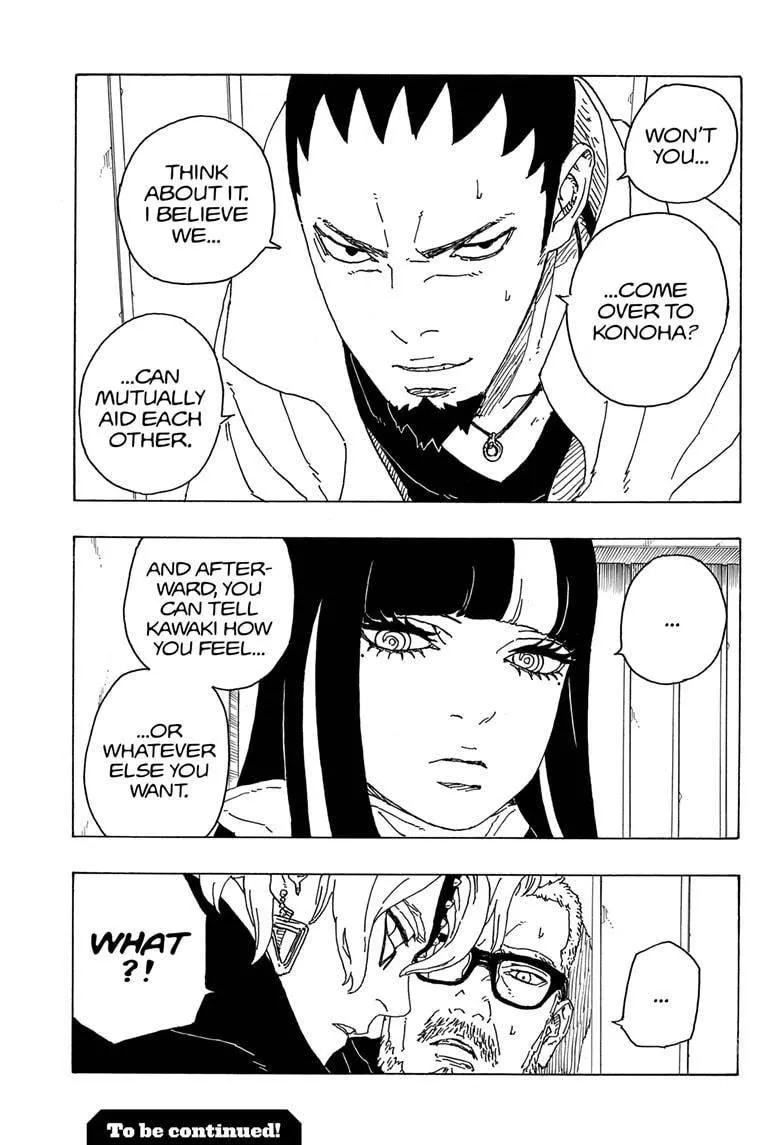 WON'T
YOU...
...COME
OVER TO
KONOHA?
THINK
ABOUT IT.
I BELIEVE
WE...
...CAN
MUTUALLY
AID EACH
OTHER.
...
AND AFTER-
WARD, YOU
CAN TELL
KAWAKI HOW
YOU FEEL...
...OR
WHATEVER
ELSE YOU
WANT.
...
WHAT
?!
To be continued!